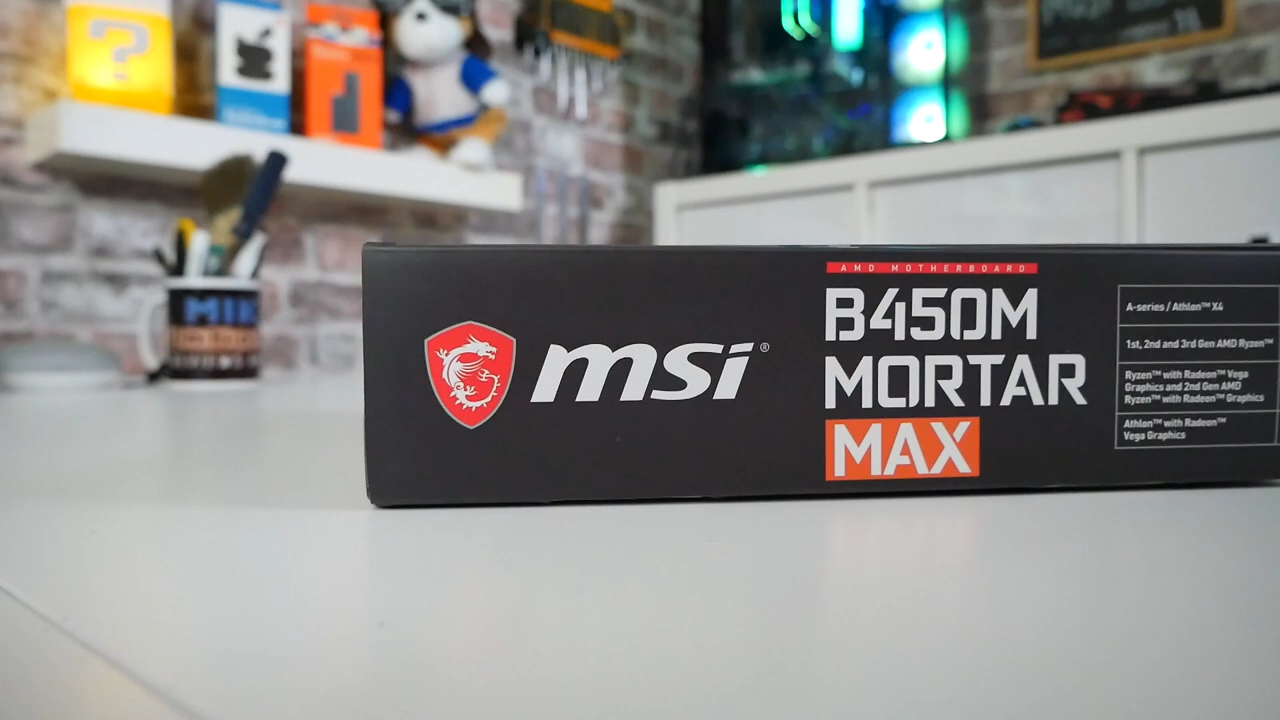 ?
MIK
msi®
AMD MOTHERBOARD
B450M
MORTAR
MAX
A-series / Athlon™ X4
1st, 2nd and 3rd Gen AMD Ryzen™
Ryzen™ with Radeon™ Vega
Graphics and 2nd Gen AMD
Ryzen™ with Radeon™ Graphics
Athlon™ with Radeon™
Vega Graphics